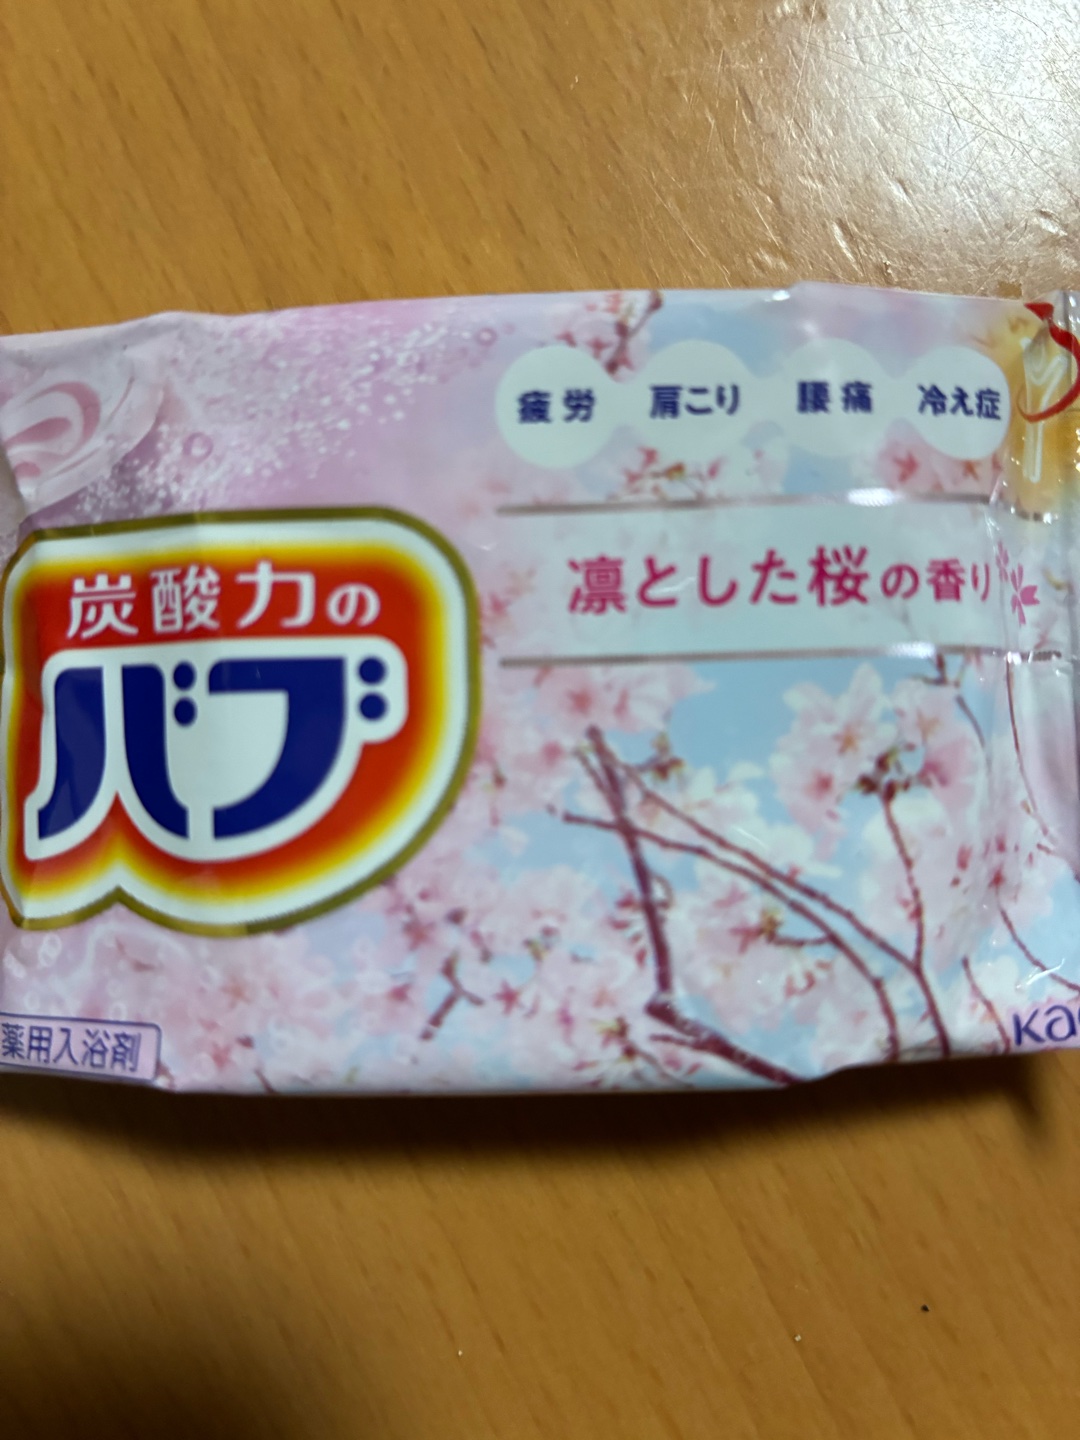 疲労 肩こり 腰痛 冷え症
凛とした桜の香り
炭酸力の
バブ
薬用入浴剤